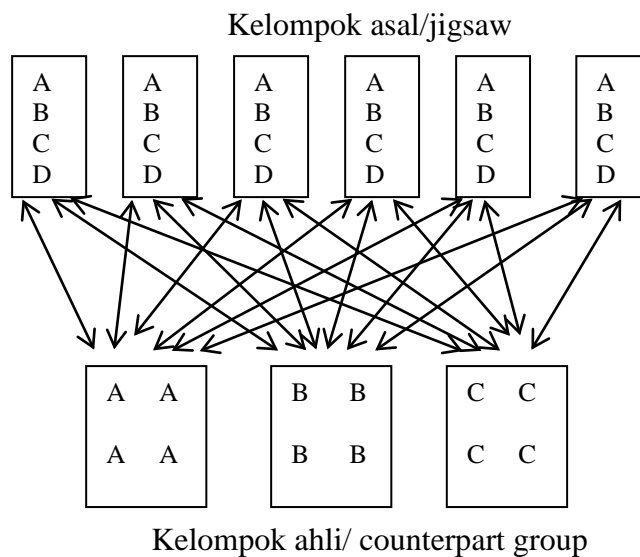 Kelompok asal/jigsaw
A A A A A A
B B B B B B
C C C C C C
D D D D D D
A A B B C C
A A B B C C
Kelompok ahli/ counterpart group